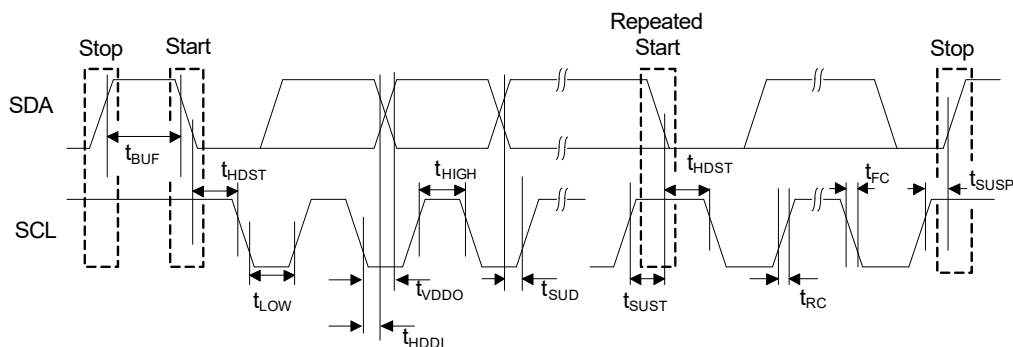 Repeated
Stop Start Start Stop
SDA
tBUF
tHDST tHIGH tHDST tFC tSUSP
SCL
tLOW tVDDO tSUD tSUST tRC
tHDDI